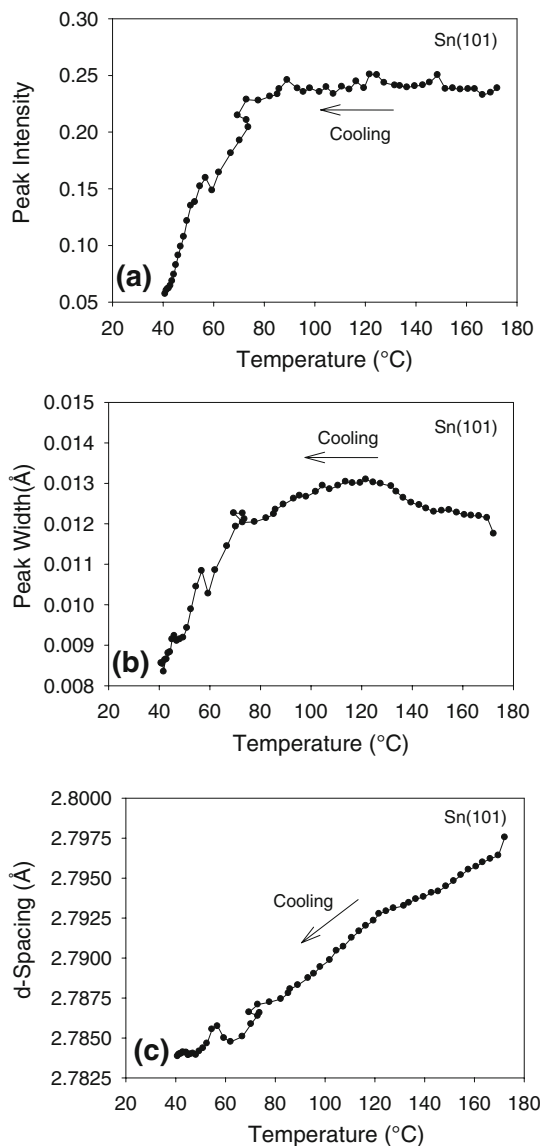 Sn(101)
0.30
0.25
0.20
0.15
0.10
0.05
Peak Intensity
Cooling
(a)
20 40 60 80 100 120 140 160 180
Temperature (°C)
Sn(101)
0.015
0.014
0.013
0.012
0.011
0.010
0.009
0.008
Peak Width(Å)
Cooling
(b)
20 40 60 80 100 120 140 160 180
Temperature (°C)
Sn(101)
2.8000
2.7975
2.7950
2.7925
2.7900
2.7875
2.7850
2.7825
d-Spacing (Å)
Cooling
(c)
20 40 60 80 100 120 140 160 180
Temperature (°C)